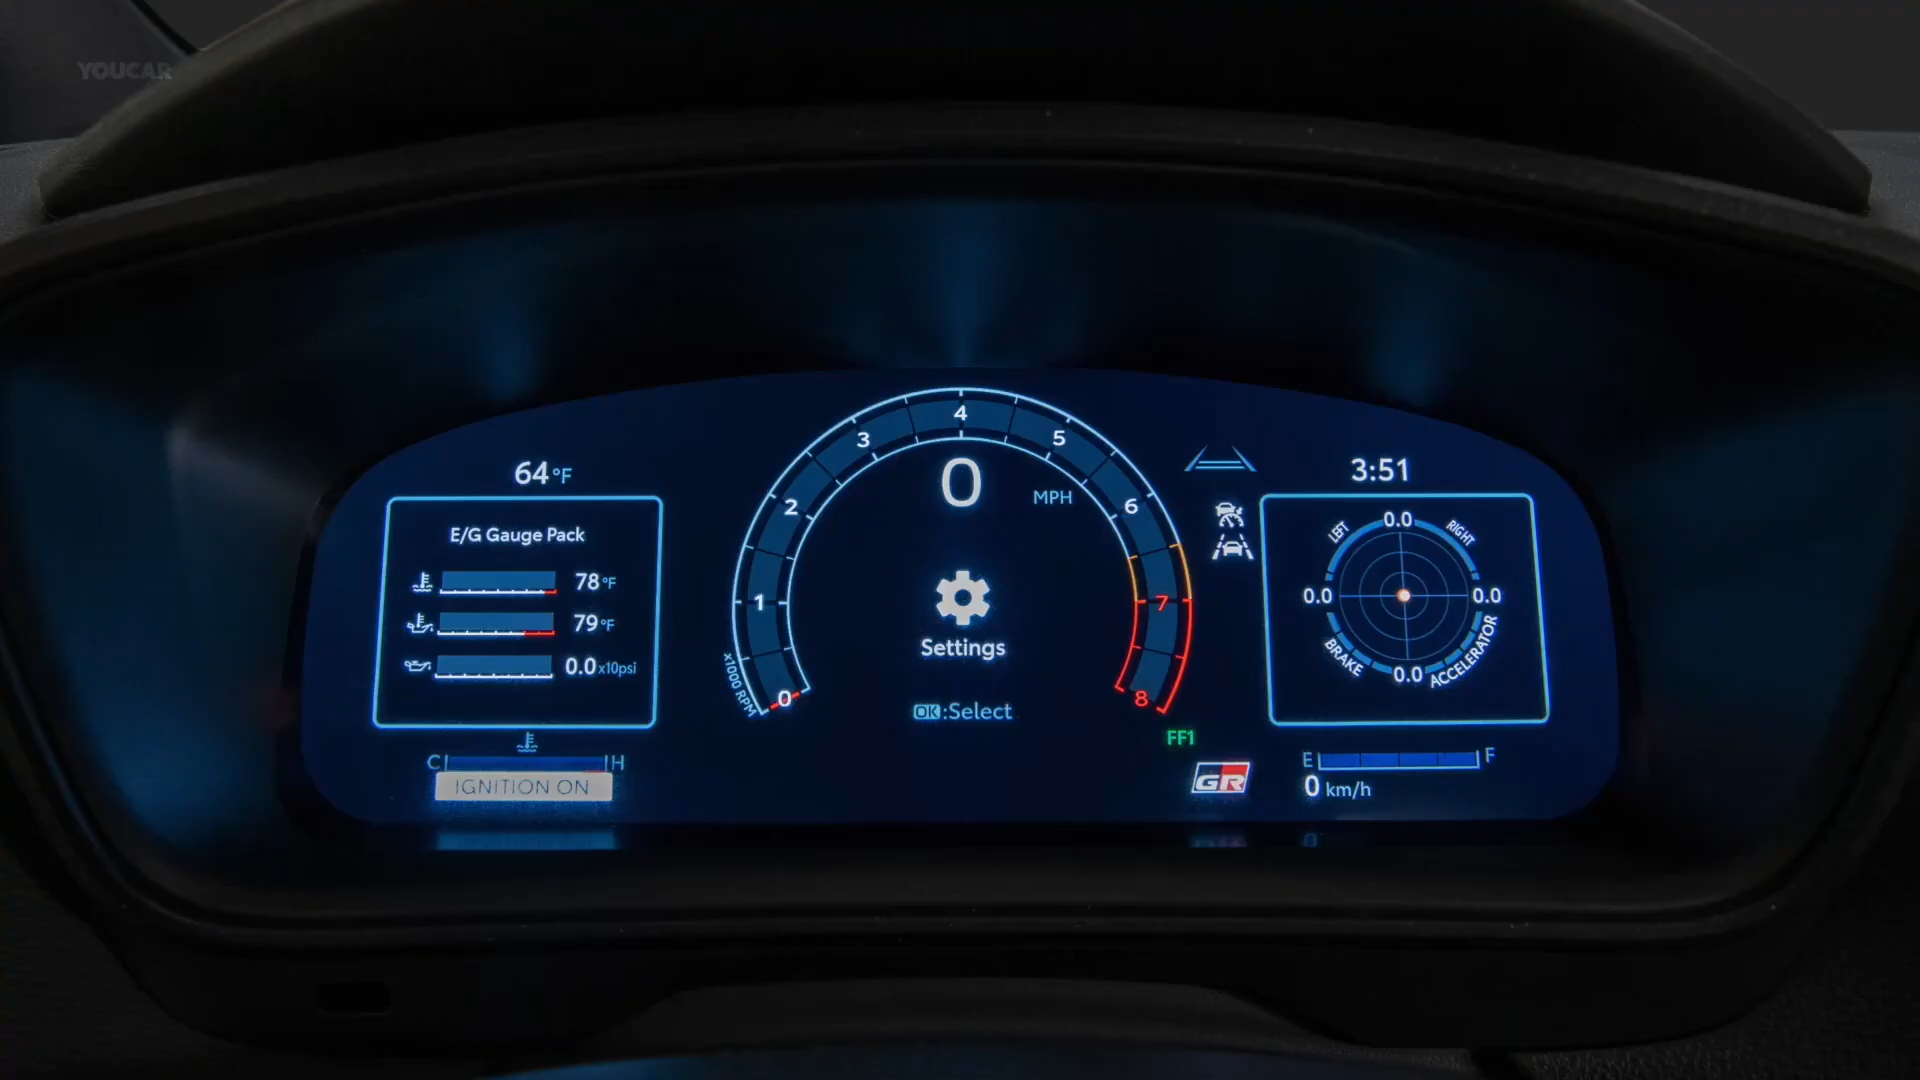 YOUCAR
64°F
3:51
E/G Gauge Pack
78°F
79°F
0.0x10psi
C H
IGNITION ON
0
1
2
3
4
5
6
7
8
x1000 RPM
0
MPH
Settings
OK:Select
FF1
GR
LEFT
0.0
RIGHT
0.0
0.0
BRAKE
0.0
ACCELERATOR
E F
0 km/h